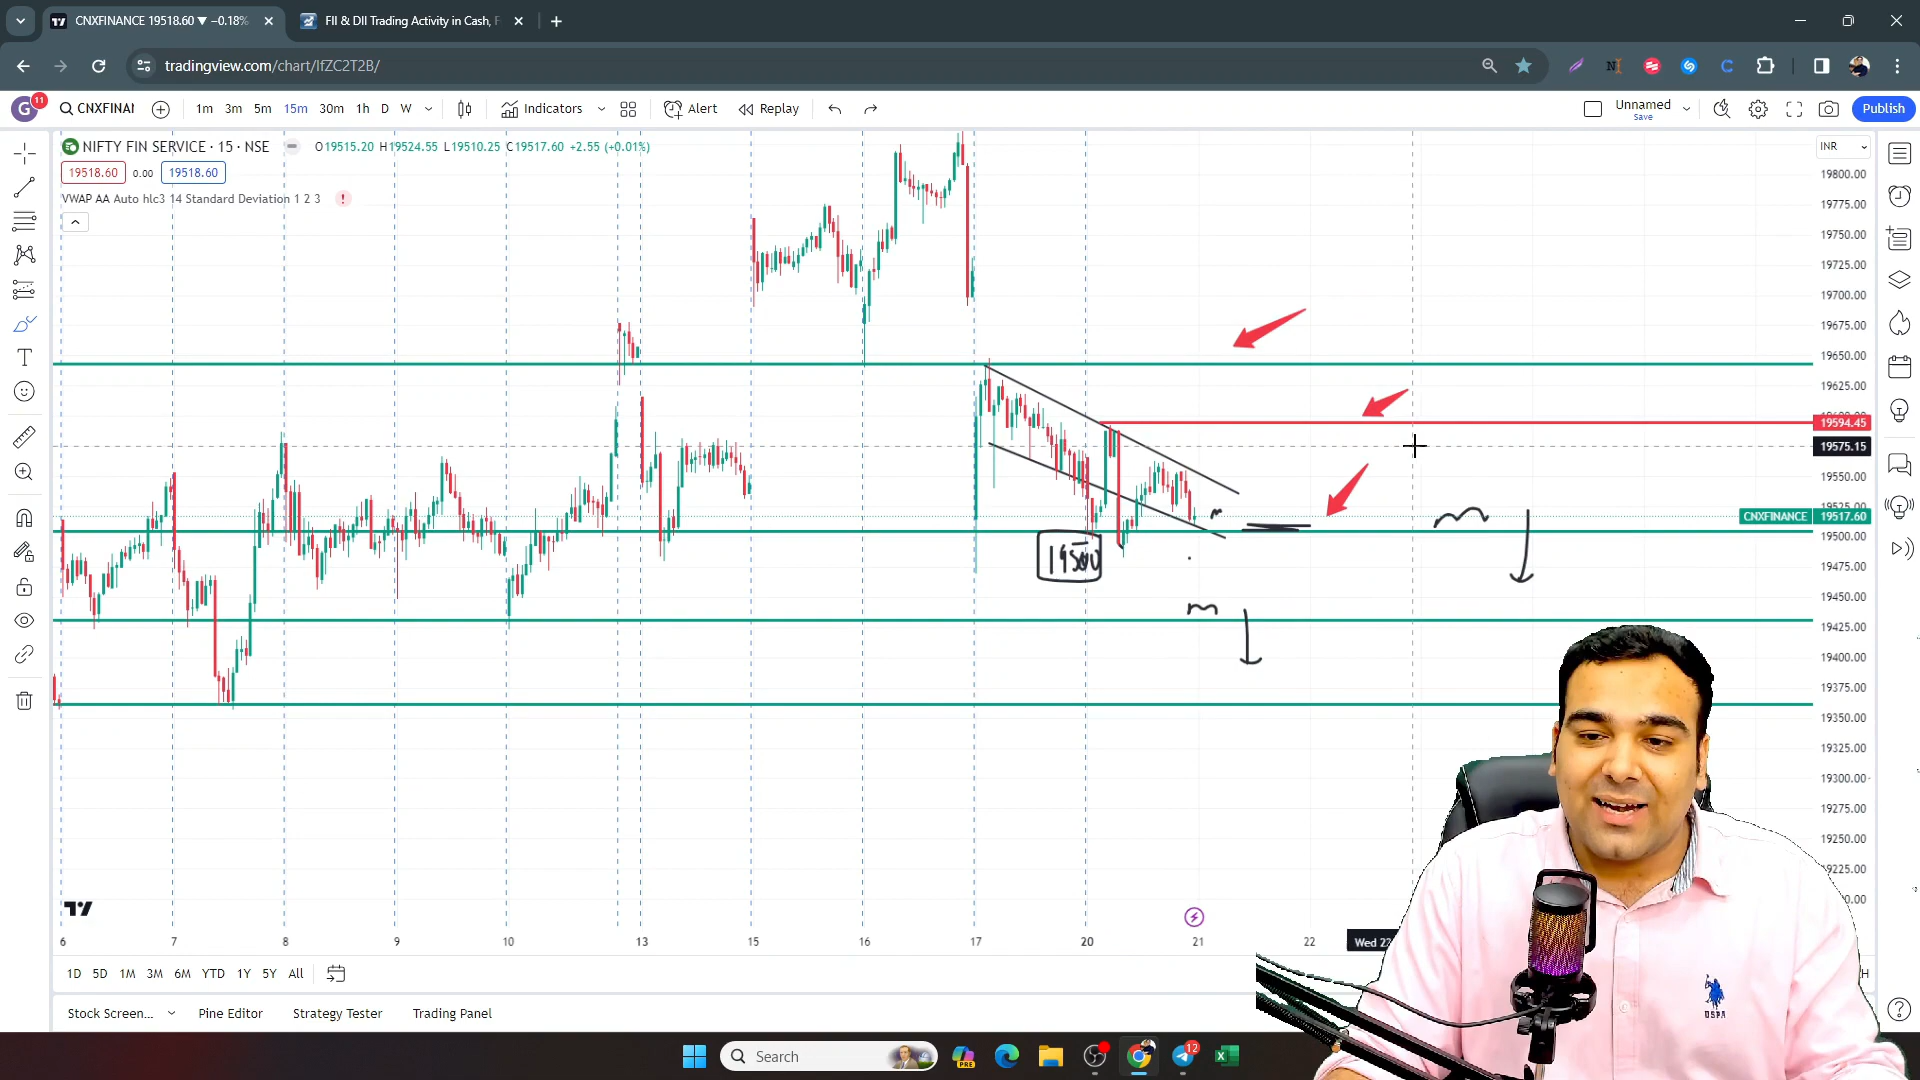 CNXFINANCE 19518.60 ▼ −0.18%
FII & DII Trading Activity in Cash, F
tradingview.com/chart/IfZC2T2B/
G 11
CNXFINAI
1m 3m 5m 15m 30m 1h D W
Indicators
Alert
Replay
Unnamed
Save
Publish
NIFTY FIN SERVICE · 15 · NSE
O19515.20 H19524.55 L19510.25 C19517.60 +2.55 (+0.01%)
INR
19518.60 0.00 19518.60
VWAP AA Auto hlc3 14 Standard Deviation 1 2 3
19800.00
19775.00
19750.00
19725.00
19700.00
19675.00
19650.00
19625.00
19594.45
19575.15
19550.00
CNXFINANCE 19517.60
19500.00
19475.00
19450.00
19425.00
19400.00
19375.00
19350.00
19325.00
19300.00
19275.00
19250.00
19225.00
19500
6 7 8 9 10 13 15 16 17 20 21 22
1D 5D 1M 3M 6M YTD 1Y 5Y All
Stock Screen... Pine Editor Strategy Tester Trading Panel
USPA
Search
PRE
12